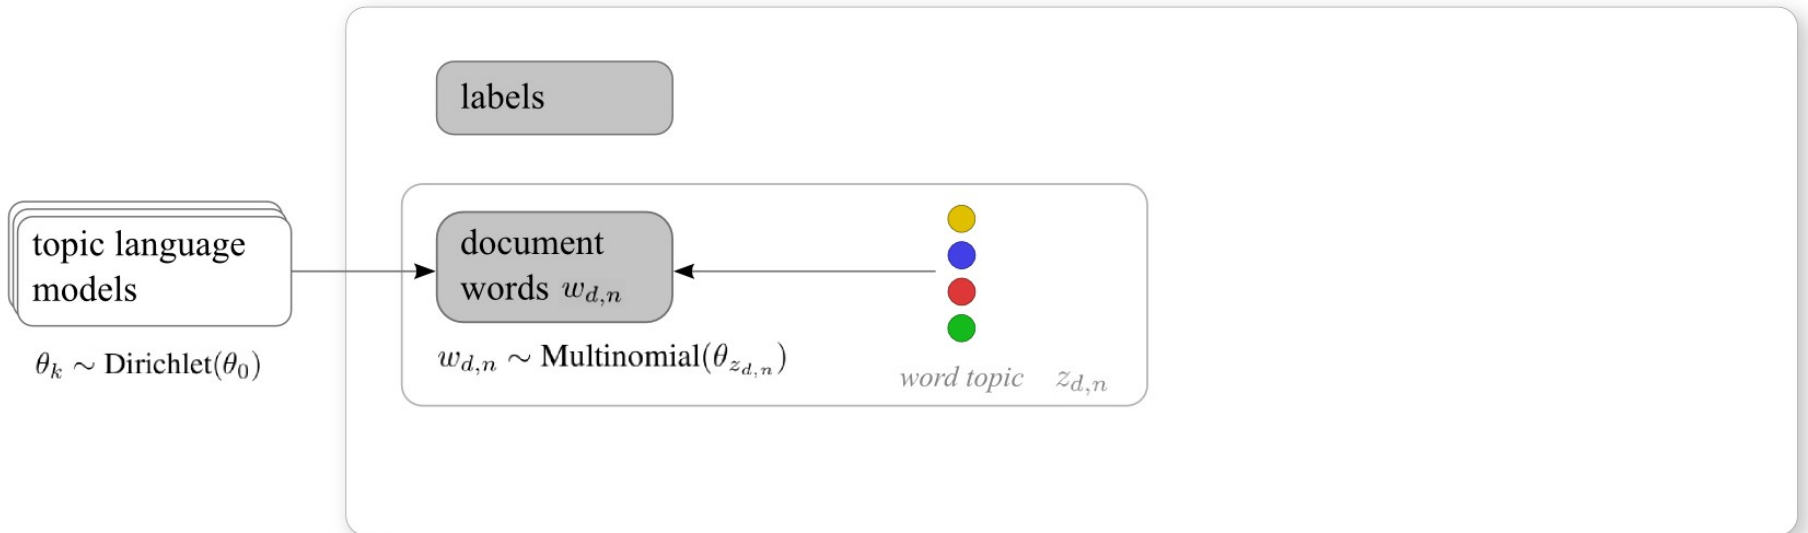 labels
topic language
models
θ_k ∼ Dirichlet(θ_0)
document
words w_{d,n}
w_{d,n} ∼ Multinomial(θ_{z_{d,n}})
word topic z_{d,n}